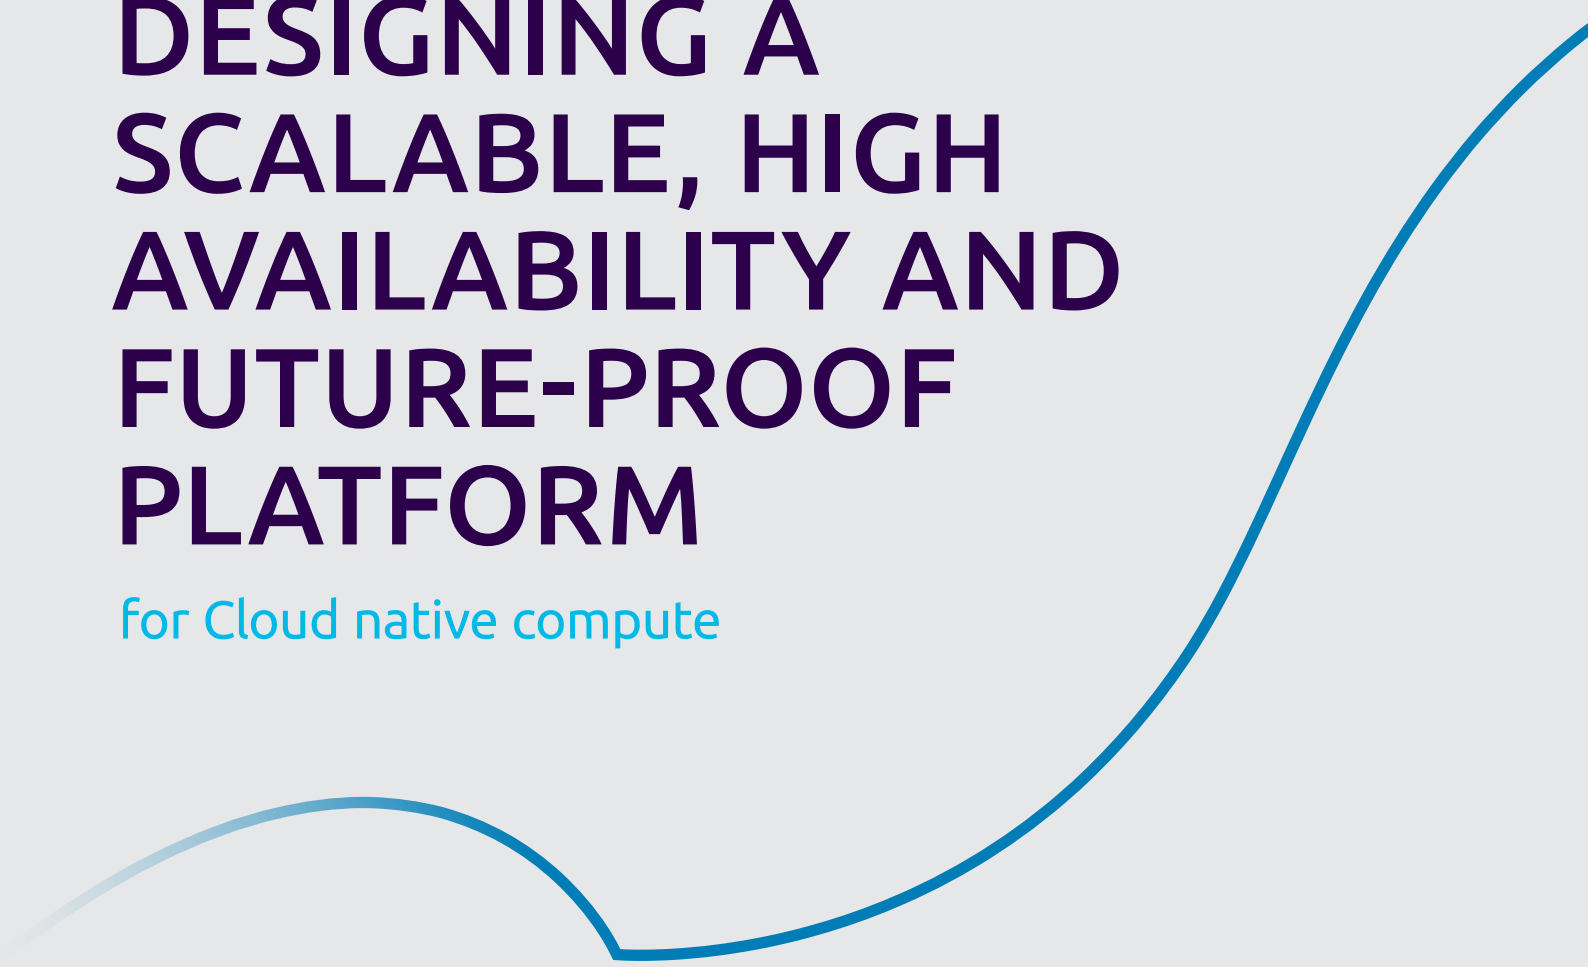 DESIGNING A
SCALABLE, HIGH
AVAILABILITY AND
FUTURE-PROOF
PLATFORM
for Cloud native compute